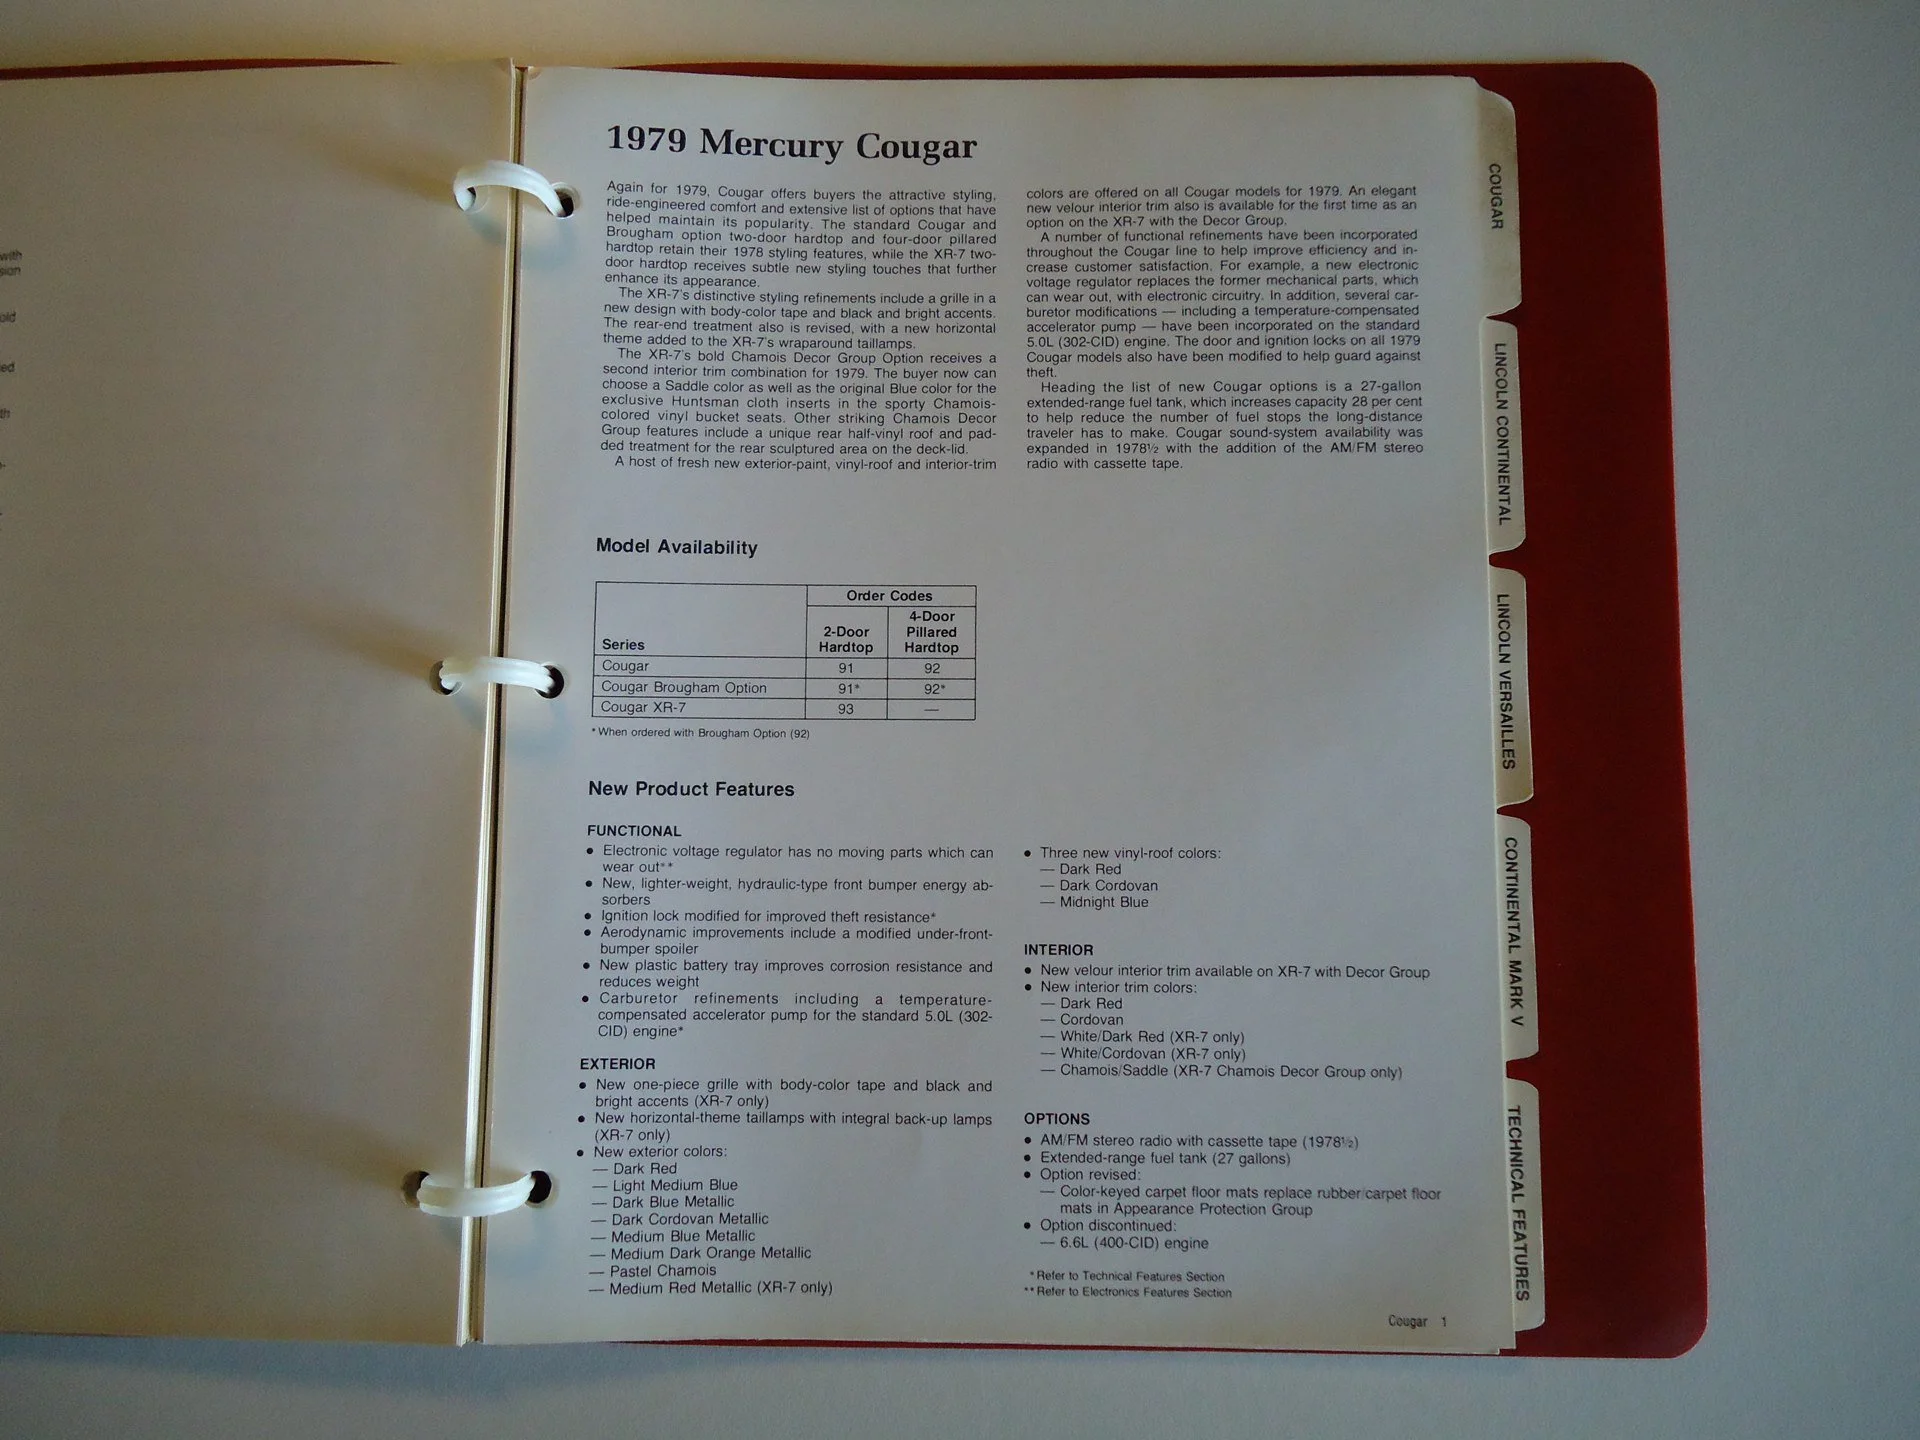 with
sion
old
ed
th
1979 Mercury Cougar
Again for 1979, Cougar offers buyers the attractive styling,
ride-engineered comfort and extensive list of options that have
helped maintain its popularity. The standard Cougar and
Brougham option two-door hardtop and four-door pillared
hardtop retain their 1978 styling features, while the XR-7 two-
door hardtop receives subtle new styling touches that further
enhance its appearance.
The XR-7's distinctive styling refinements include a grille in a
new design with body-color tape and black and bright accents.
The rear-end treatment also is revised, with a new horizontal
theme added to the XR-7's wraparound taillamps.
The XR-7's bold Chamois Decor Group Option receives a
second interior trim combination for 1979. The buyer now can
choose a Saddle color as well as the original Blue color for the
exclusive Huntsman cloth inserts in the sporty Chamois-
colored vinyl bucket seats. Other striking Chamois Decor
Group features include a unique rear half-vinyl roof and pad-
ded treatment for the rear sculptured area on the deck-lid.
A host of fresh new exterior-paint, vinyl-roof and interior-trim
colors are offered on all Cougar models for 1979. An elegant
new velour interior trim also is available for the first time as an
option on the XR-7 with the Decor Group.
A number of functional refinements have been incorporated
throughout the Cougar line to help improve efficiency and in-
crease customer satisfaction. For example, a new electronic
voltage regulator replaces the former mechanical parts, which
can wear out, with electronic circuitry. In addition, several car-
buretor modifications — including a temperature-compensated
accelerator pump — have been incorporated on the standard
5.0L (302-CID) engine. The door and ignition locks on all 1979
Cougar models also have been modified to help guard against
theft.
Heading the list of new Cougar options is a 27-gallon
extended-range fuel tank, which increases capacity 28 per cent
to help reduce the number of fuel stops the long-distance
traveler has to make. Cougar sound-system availability was
expanded in 1978½ with the addition of the AM/FM stereo
radio with cassette tape.
Model Availability
Order Codes
Series 2-Door Hardtop 4-Door Pillared Hardtop
Cougar 91 92
Cougar Brougham Option 91* 92*
Cougar XR-7 93 —
*When ordered with Brougham Option (92)
New Product Features
FUNCTIONAL
• Electronic voltage regulator has no moving parts which can
wear out**
• New, lighter-weight, hydraulic-type front bumper energy ab-
sorbers
• Ignition lock modified for improved theft resistance*
• Aerodynamic improvements include a modified under-front-
bumper spoiler
• New plastic battery tray improves corrosion resistance and
reduces weight
• Carburetor refinements including a temperature-
compensated accelerator pump for the standard 5.0L (302-
CID) engine*
EXTERIOR
• New one-piece grille with body-color tape and black and
bright accents (XR-7 only)
• New horizontal-theme taillamps with integral back-up lamps
(XR-7 only)
• New exterior colors:
— Dark Red
— Light Medium Blue
— Dark Blue Metallic
— Dark Cordovan Metallic
— Medium Blue Metallic
— Medium Dark Orange Metallic
— Pastel Chamois
— Medium Red Metallic (XR-7 only)
• Three new vinyl-roof colors:
— Dark Red
— Dark Cordovan
— Midnight Blue
INTERIOR
• New velour interior trim available on XR-7 with Decor Group
• New interior trim colors:
— Dark Red
— Cordovan
— White/Dark Red (XR-7 only)
— White/Cordovan (XR-7 only)
— Chamois/Saddle (XR-7 Chamois Decor Group only)
OPTIONS
• AM/FM stereo radio with cassette tape (1978½)
• Extended-range fuel tank (27 gallons)
• Option revised:
— Color-keyed carpet floor mats replace rubber/carpet floor
mats in Appearance Protection Group
• Option discontinued:
— 6.6L (400-CID) engine
*Refer to Technical Features Section
**Refer to Electronics Features Section
Cougar 1
COUGAR
LINCOLN CONTINENTAL
LINCOLN VERSAILLES
CONTINENTAL MARK V
TECHNICAL FEATURES